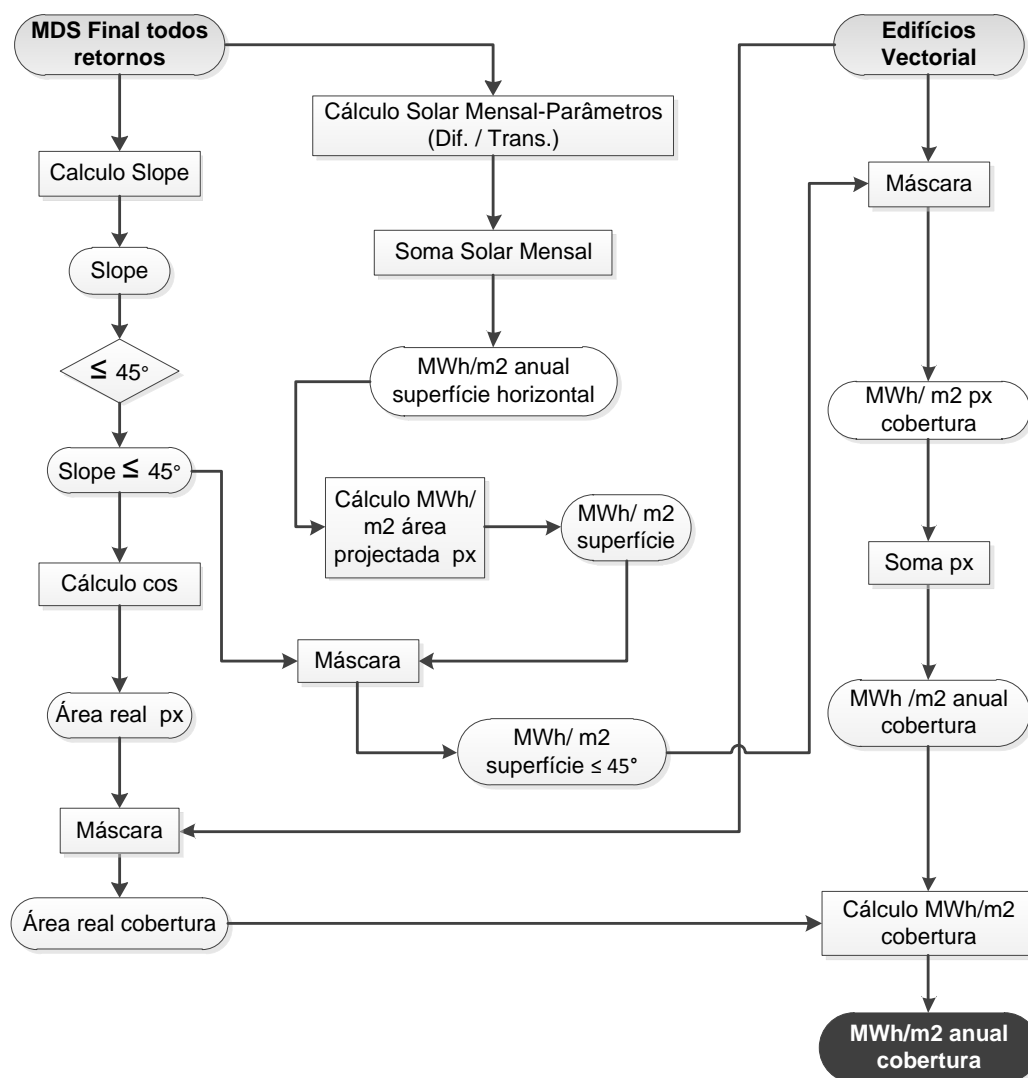 MDS Final todos
retornos
Edifícios
Vectorial
Cálculo Solar Mensal-Parâmetros
(Dif. / Trans.)
Calculo Slope
Máscara
Soma Solar Mensal
Slope
≤ 45°
MWh/m2 anual
superfície horizontal
MWh/ m2 px
cobertura
Slope ≤ 45°
Cálculo MWh/
m2 área
projectada px
MWh/ m2
superfície
Soma px
Cálculo cos
Máscara
Área real px
MWh /m2 anual
cobertura
MWh/ m2
superfície ≤ 45°
Máscara
Área real cobertura
Cálculo MWh/m2
cobertura
MWh/m2 anual
cobertura